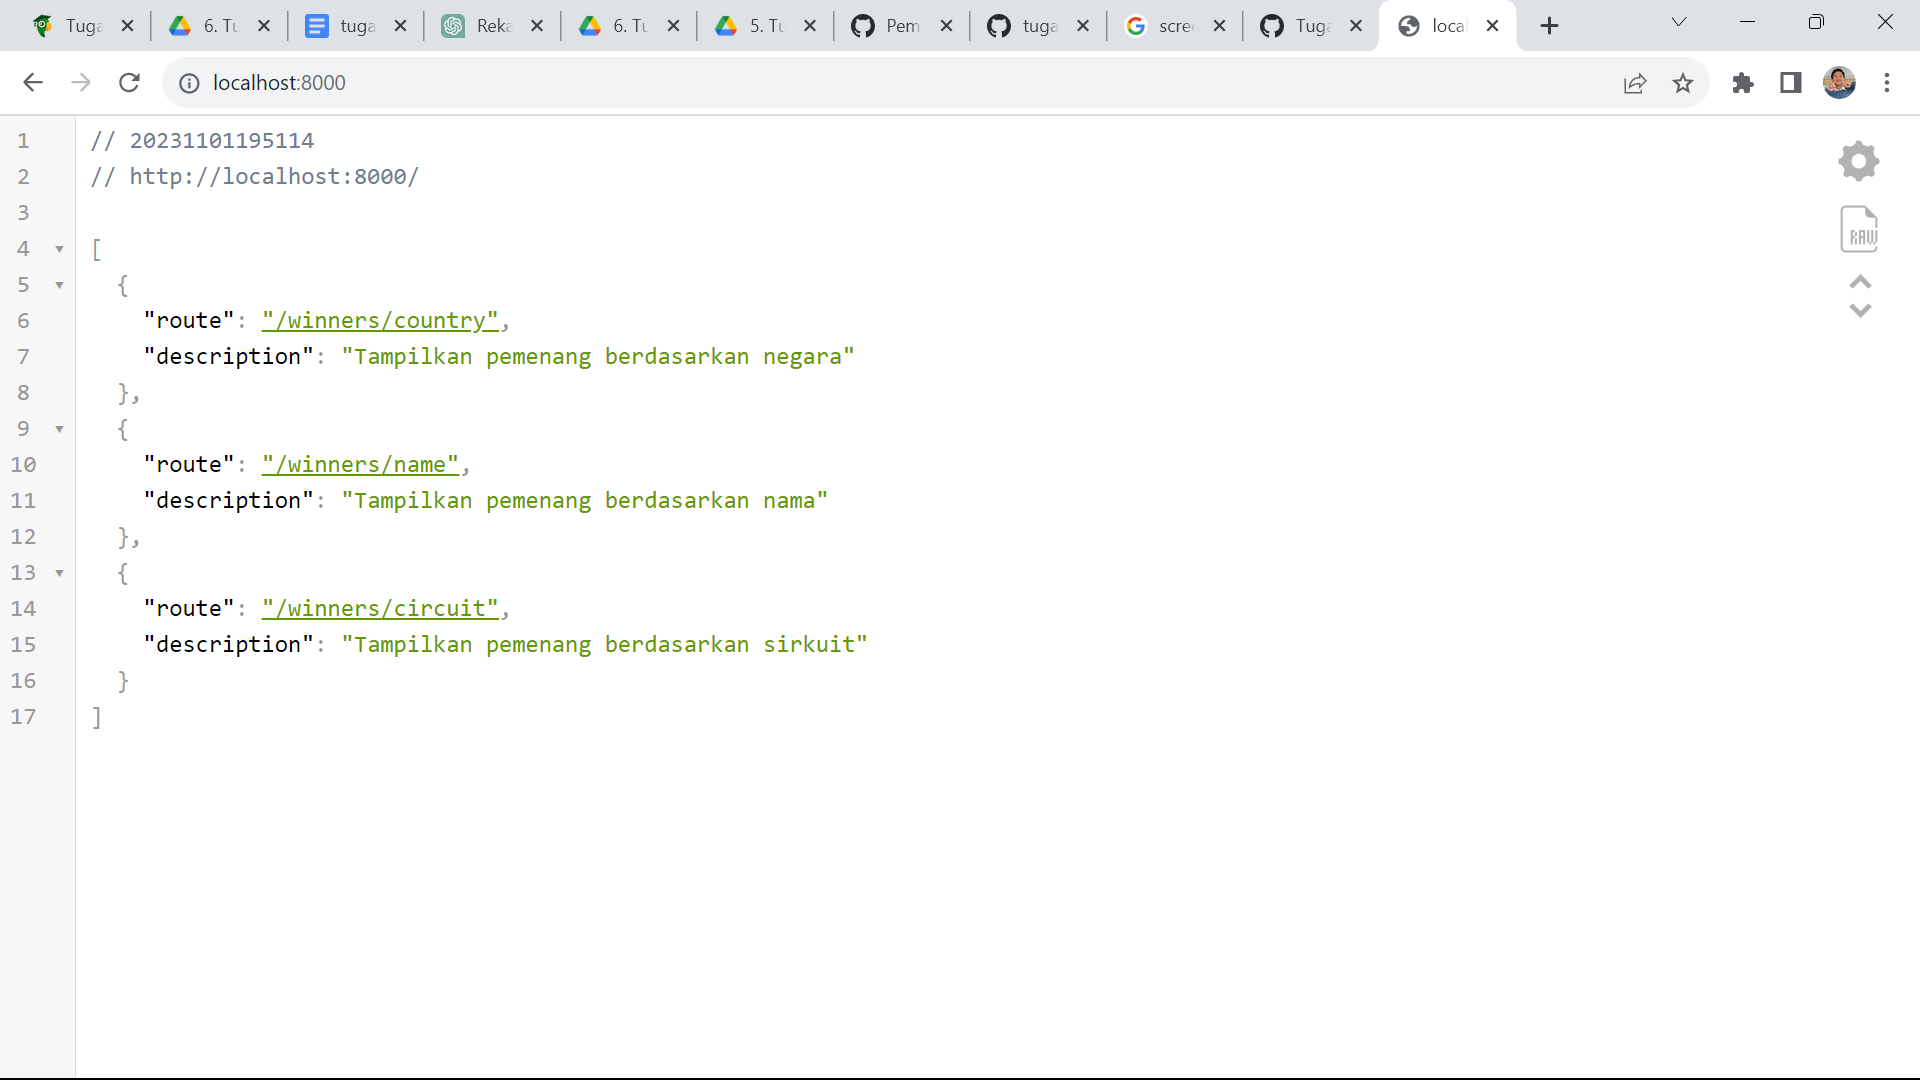 Tuga
6. Tu
tuga
Reka
6. Tu
5. Tu
Pem
tuga
scree
Tuga
local
localhost:8000
1 // 20231101195114
2 // http://localhost:8000/
3
4 [
5 {
6 "route": "/winners/country",
7 "description": "Tampilkan pemenang berdasarkan negara"
8 },
9 {
10 "route": "/winners/name",
11 "description": "Tampilkan pemenang berdasarkan nama"
12 },
13 {
14 "route": "/winners/circuit",
15 "description": "Tampilkan pemenang berdasarkan sirkuit"
16 }
17 ]
RAW